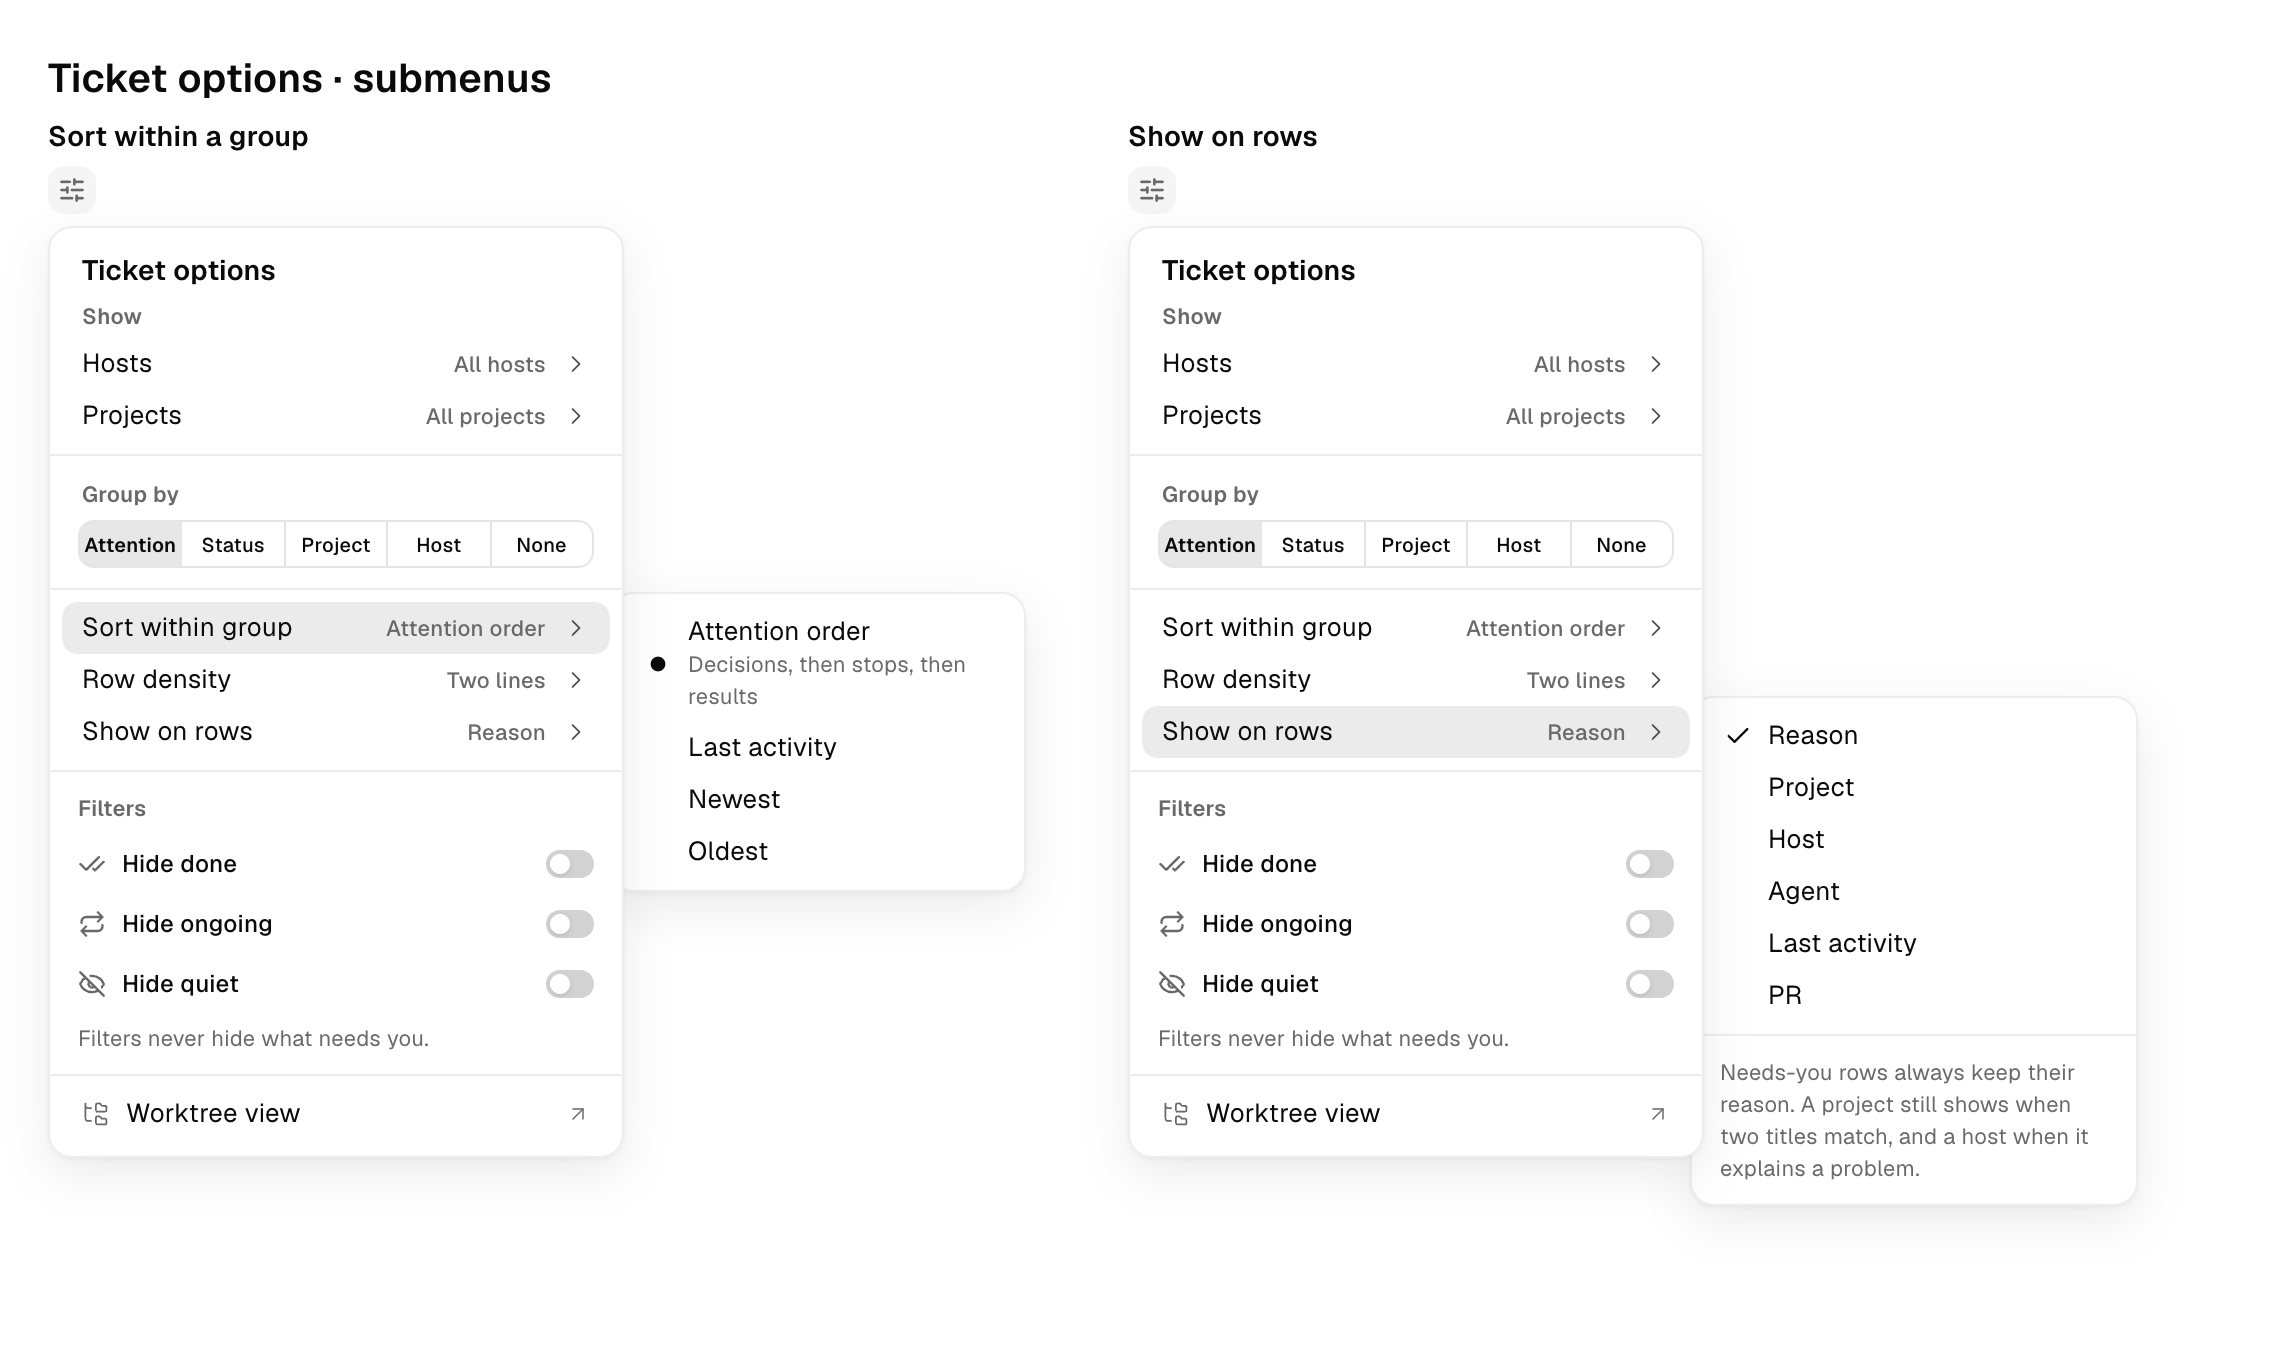 Ticket options · submenus
Sort within a group
Ticket options
Show
Hosts All hosts
Projects All projects
Group by
Attention Status Project Host None
Sort within group Attention order
Row density Two lines
Show on rows Reason
Filters
Hide done
Hide ongoing
Hide quiet
Filters never hide what needs you.
Worktree view
Attention order
Decisions, then stops, then
results
Last activity
Newest
Oldest
Show on rows
Ticket options
Show
Hosts All hosts
Projects All projects
Group by
Attention Status Project Host None
Sort within group Attention order
Row density Two lines
Show on rows Reason
Filters
Hide done
Hide ongoing
Hide quiet
Filters never hide what needs you.
Worktree view
Reason
Project
Host
Agent
Last activity
PR
Needs-you rows always keep their
reason. A project still shows when
two titles match, and a host when it
explains a problem.